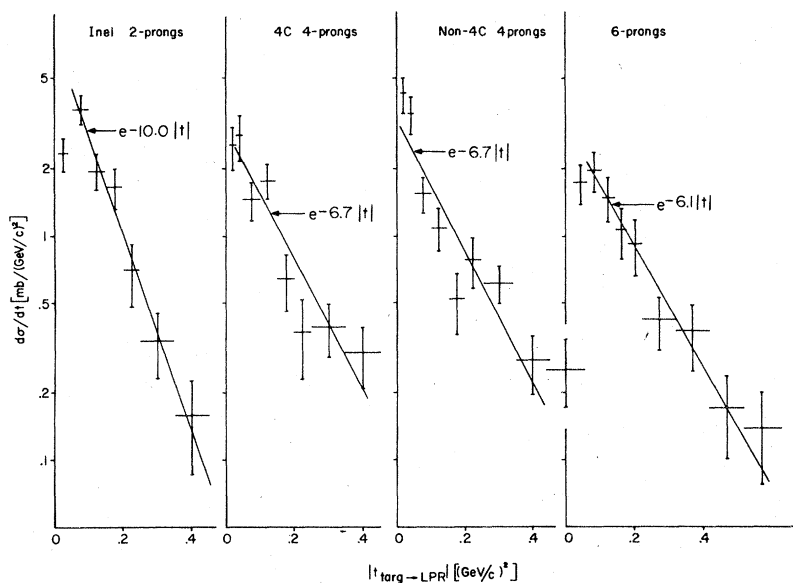 Inel 2-prongs
4C 4-prongs
Non-4C 4prongs
6-prongs
dσ/dt [mb/(GeV/c)²]
5
2
1
.5
.2
.1
e-10.0|t|
e-6.7|t|
e-6.7|t|
e-6.1|t|
0 .2 .4 0 .2 .4 0 .2 .4 0 .2 .4
|t targ→LPR| [(GeV/c)²]